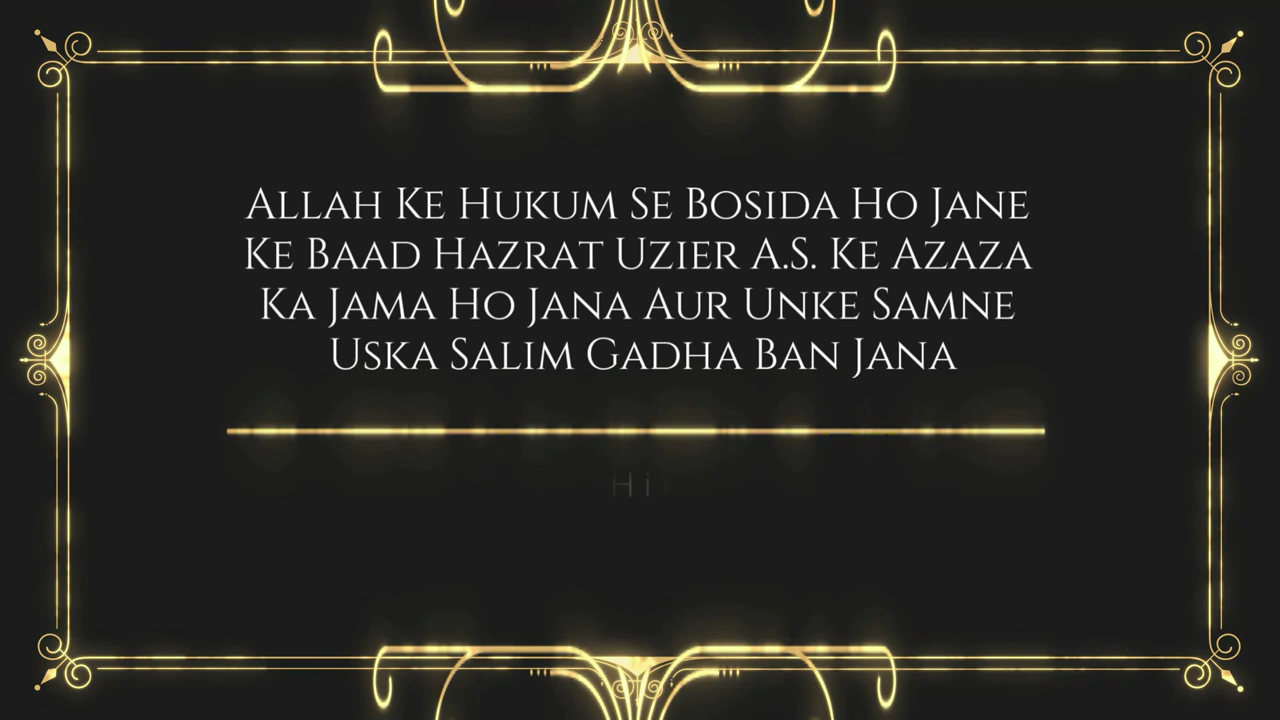 Allah Ke Hukum Se Bosida Ho Jane
Ke Baad Hazrat Uzier A.S. Ke Azaza
Ka Jama Ho Jana Aur Unke Samne
Uska Salim Gadha Ban Jana